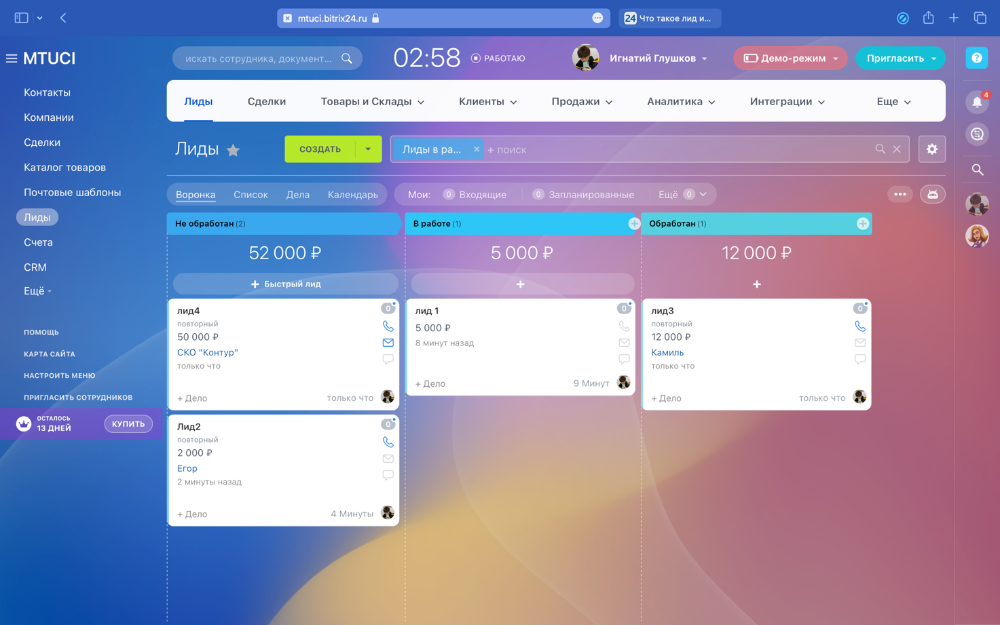 mtuci.bitrix24.ru
24 Что такое лид и...
MTUCI
искать сотрудника, документ...
02:58
РАБОТАЮ
Игнатий Глушков
Демо-режим
Пригласить
?
4
Контакты
Компании
Сделки
Каталог товаров
Почтовые шаблоны
Лиды
Счета
CRM
Ещё
ПОМОЩЬ
КАРТА САЙТА
НАСТРОИТЬ МЕНЮ
ПРИГЛАСИТЬ СОТРУДНИКОВ
ОСТАЛОСЬ
13 ДНЕЙ
КУПИТЬ
Лиды
Сделки
Товары и Склады
Клиенты
Продажи
Аналитика
Интеграции
Еще
Лиды
СОЗДАТЬ
Лиды в ра...
+ поиск
Воронка
Список
Дела
Календарь
Мои:
0 Входящие
0 Запланированные
Ещё 0
Не обработан (2)
52 000 ₽
+ Быстрый лид
лид4
0
повторный
50 000 ₽
СКО "Контур"
только что
+ Дело
только что
Лид2
0
повторный
2 000 ₽
Егор
2 минуты назад
+ Дело
4 Минуты
В работе (1)
5 000 ₽
+
лид 1
0
5 000 ₽
8 минут назад
+ Дело
9 Минут
Обработан (1)
12 000 ₽
+
лид3
0
повторный
12 000 ₽
Камиль
только что
+ Дело
только что